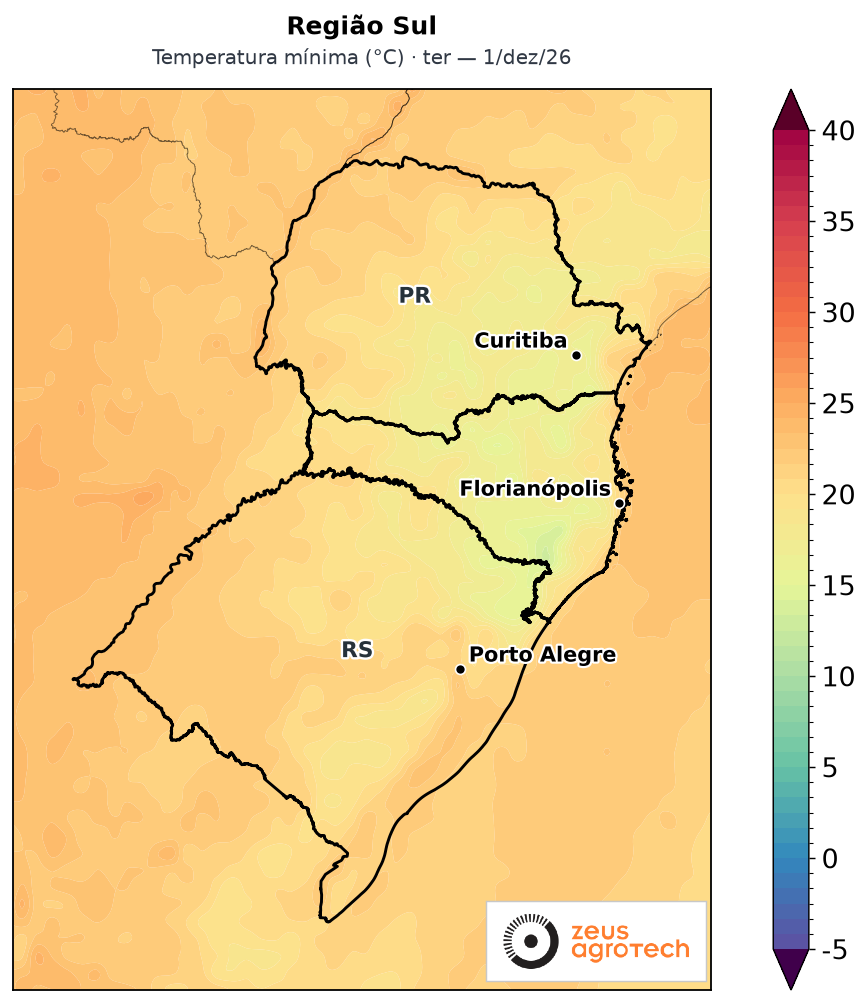 Região Sul
Temperatura mínima (°C) · ter — 1/dez/26
PR
Curitiba
Florianópolis
RS
Porto Alegre
40
35
30
25
20
15
10
5
0
-5
zeus
agrotech